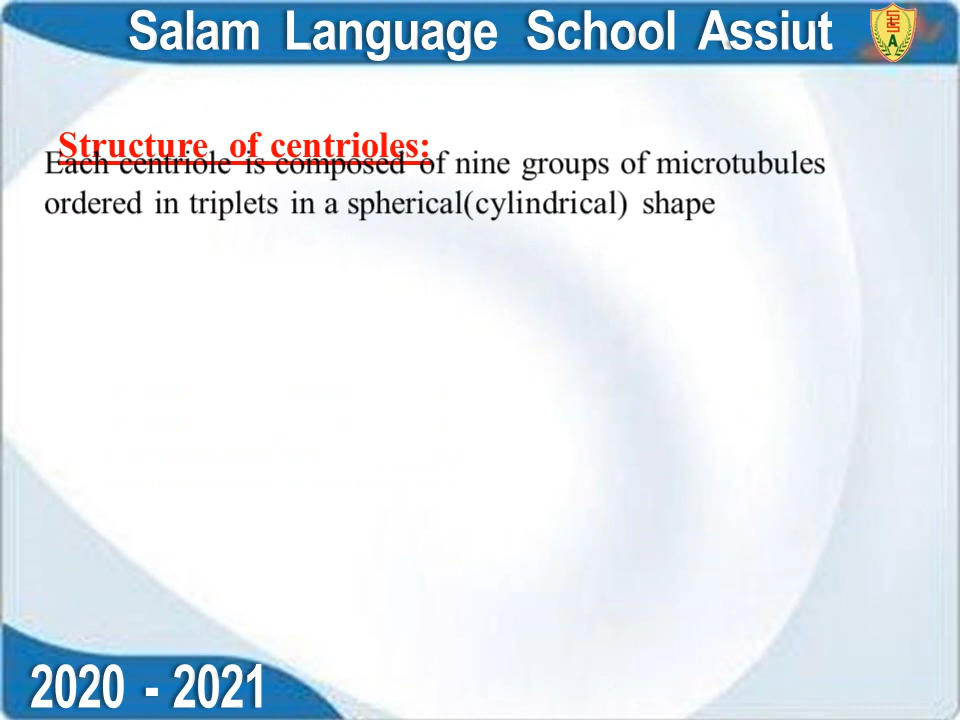 Salam Language School Assiut
Structure of centrioles:
Each centriole is composed of nine groups of microtubules
ordered in triplets in a spherical(cylindrical) shape
2020 - 2021